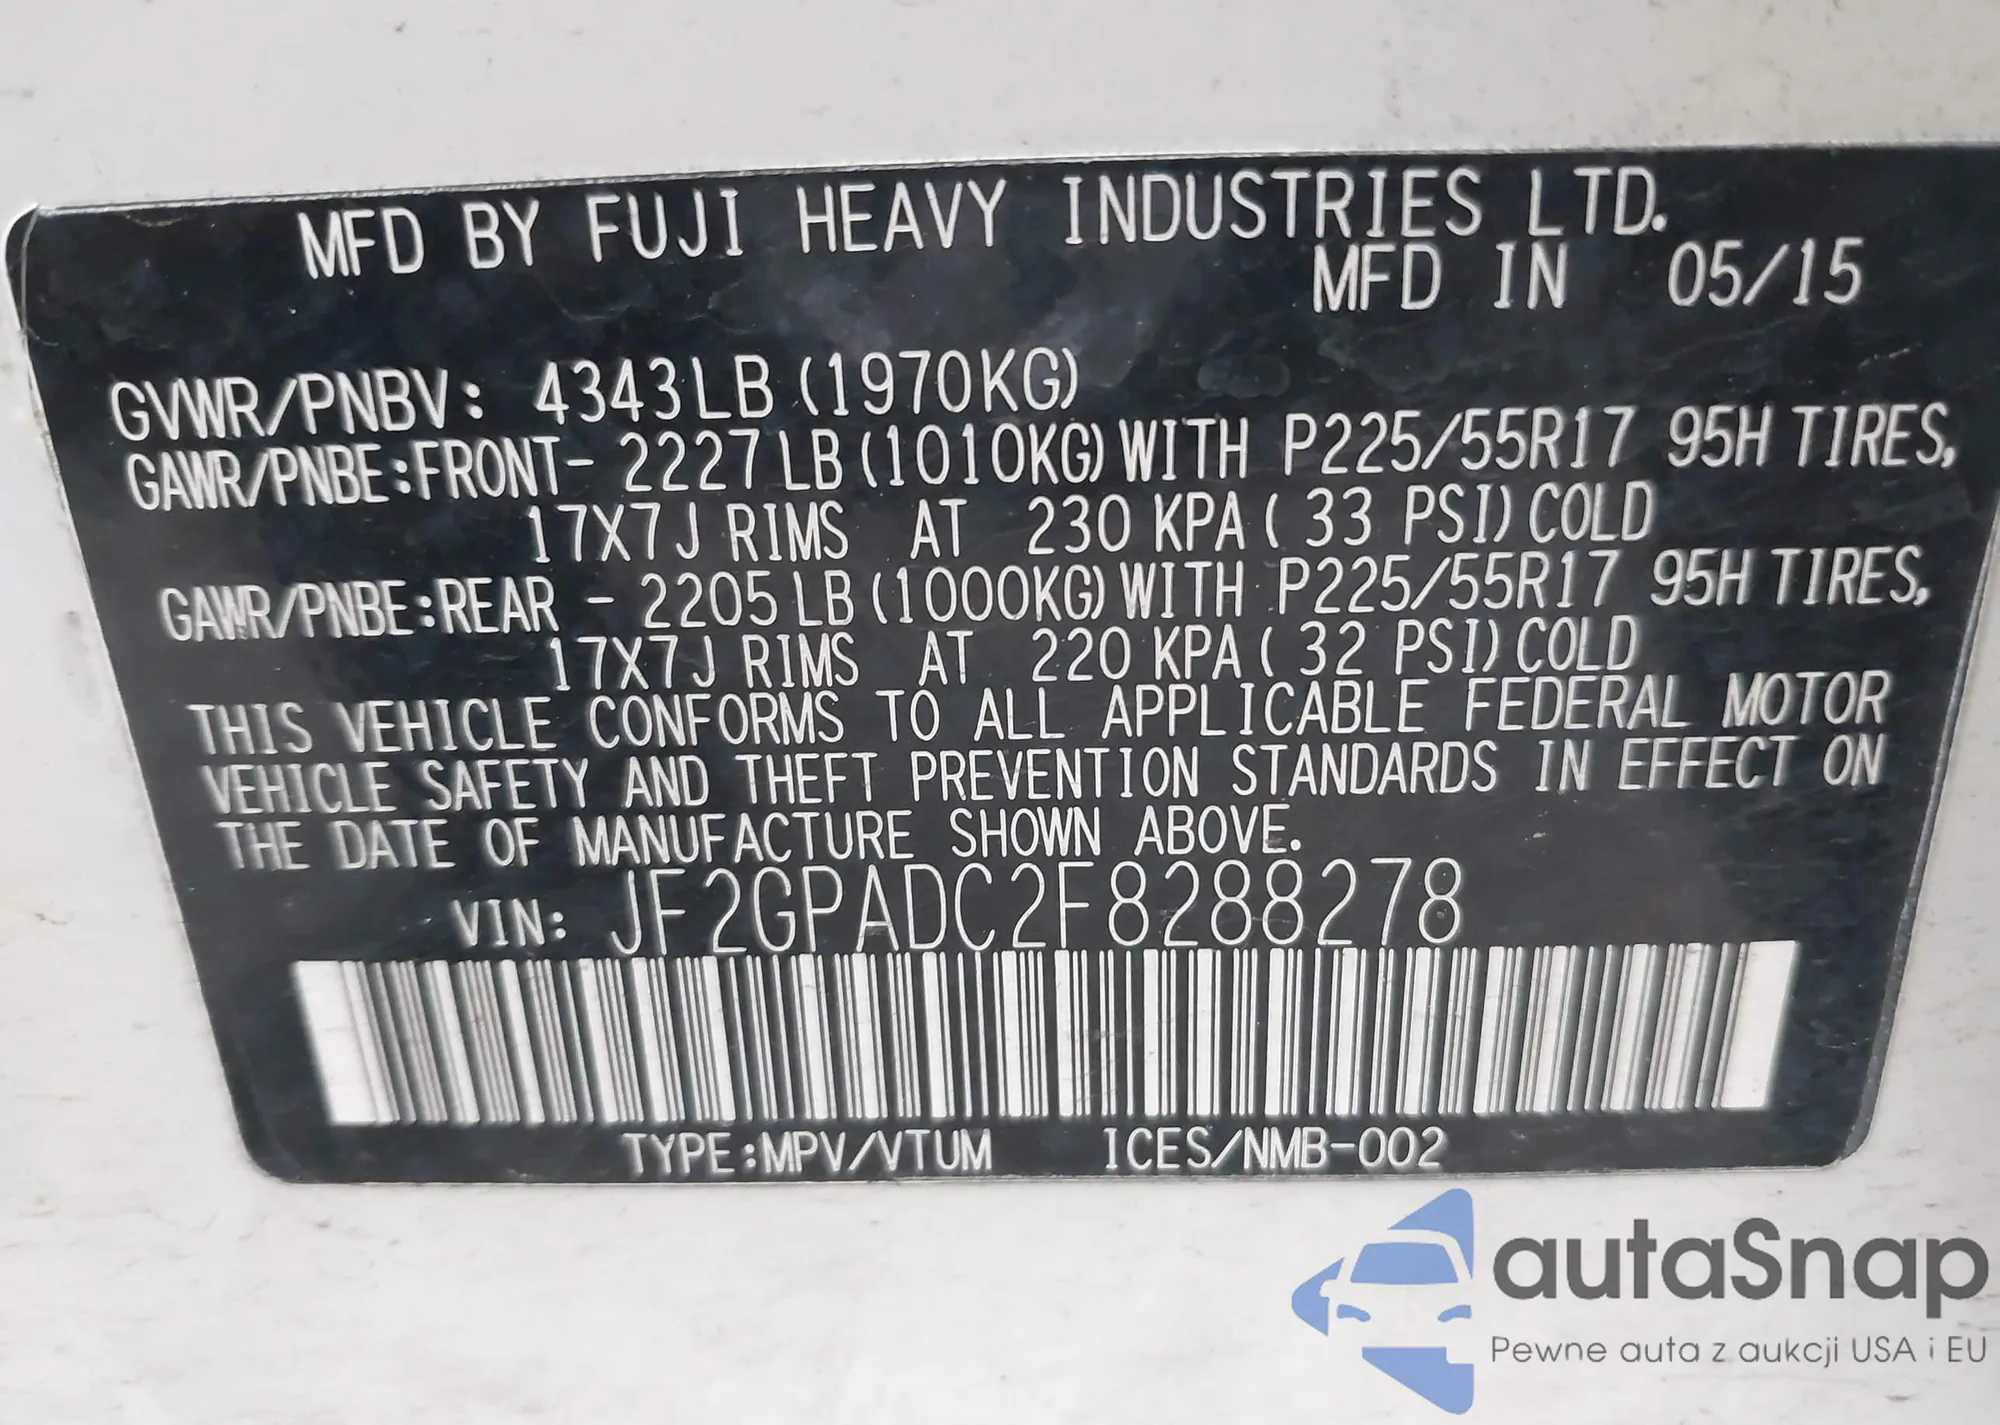 MFD BY FUJI HEAVY INDUSTRIES LTD.
MFD IN 05/15
GVWR/PNBV: 4343LB (1970KG)
GAWR/PNBE:FRONT- 2227LB (1010KG) WITH P225/55R17 95H TIRES,
17X7J RIMS AT 230 KPA ( 33 PSI) COLD
GAWR/PNBE:REAR - 2205LB (1000KG) WITH P225/55R17 95H TIRES,
17X7J RIMS AT 220 KPA ( 32 PSI) COLD
THIS VEHICLE CONFORMS TO ALL APPLICABLE FEDERAL MOTOR
VEHICLE SAFETY AND THEFT PREVENTION STANDARDS IN EFFECT ON
THE DATE OF MANUFACTURE SHOWN ABOVE.
VIN: JF2GPADC2F8288278
TYPE:MPV/VTUM ICES/NMB-002
autaSnap
Pewne auta z aukcji USA i EU